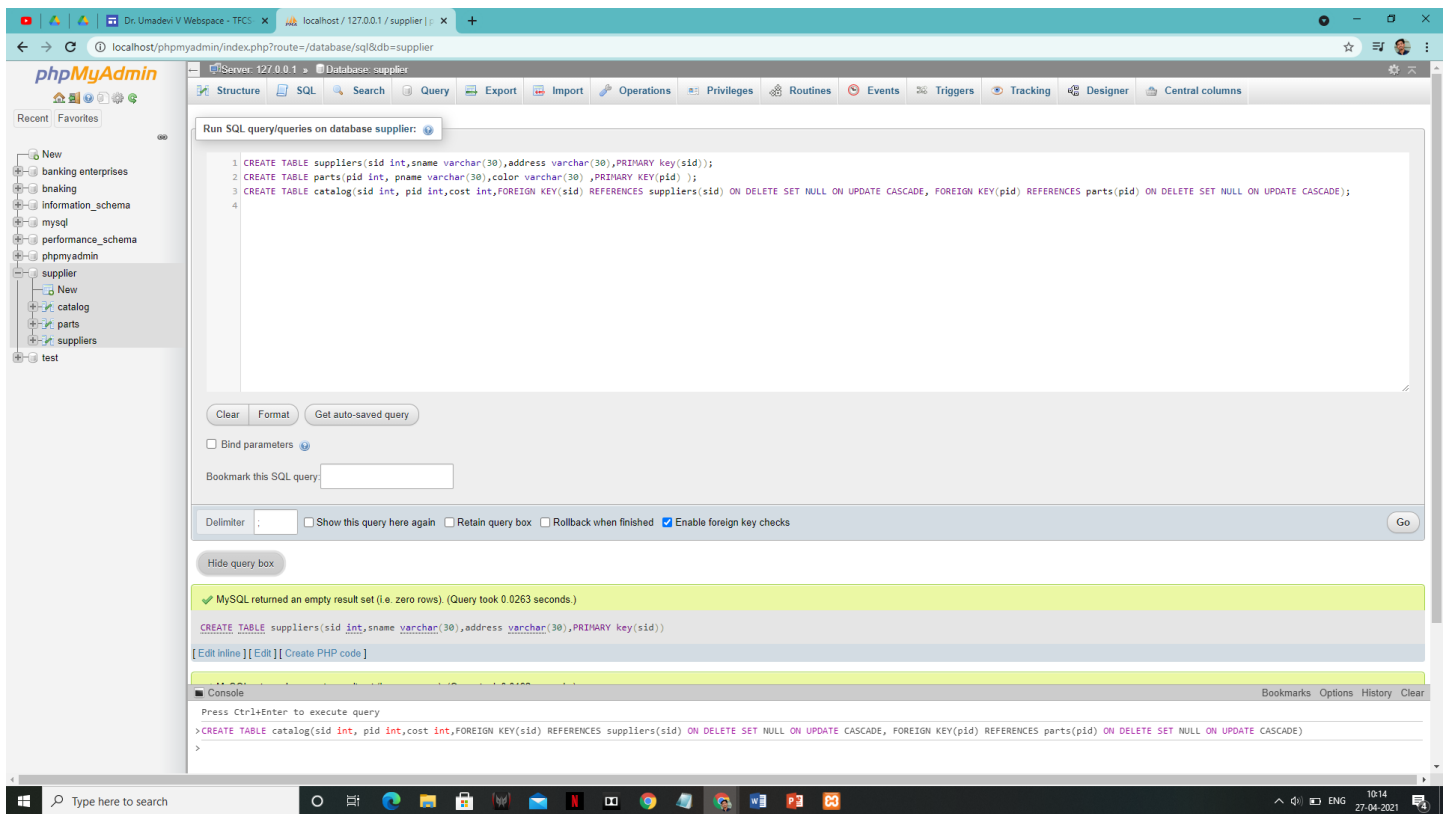 Dr. Umadevi V Webspace - TFCS-
localhost / 127.0.0.1 / supplier | p
localhost/phpmyadmin/index.php?route=/database/sql&db=supplier
phpMyAdmin
Recent Favorites
New
banking enterprises
bnaking
information_schema
mysql
performance_schema
phpmyadmin
supplier
New
catalog
parts
suppliers
test
Server: 127.0.0.1 » Database: supplier
Structure SQL Search Query Export Import Operations Privileges Routines Events Triggers Tracking Designer Central columns
Run SQL query/queries on database supplier:
1 CREATE TABLE suppliers(sid int,sname varchar(30),address varchar(30),PRIMARY key(sid));
2 CREATE TABLE parts(pid int, pname varchar(30),color varchar(30) ,PRIMARY KEY(pid) );
3 CREATE TABLE catalog(sid int, pid int,cost int,FOREIGN KEY(sid) REFERENCES suppliers(sid) ON DELETE SET NULL ON UPDATE CASCADE, FOREIGN KEY(pid) REFERENCES parts(pid) ON DELETE SET NULL ON UPDATE CASCADE);
4
Clear Format Get auto-saved query
Bind parameters
Bookmark this SQL query:
Delimiter ; Show this query here again Retain query box Rollback when finished Enable foreign key checks Go
Hide query box
MySQL returned an empty result set (i.e. zero rows). (Query took 0.0263 seconds.)
CREATE TABLE suppliers(sid int,sname varchar(30),address varchar(30),PRIMARY key(sid))
[ Edit inline ] [ Edit ] [ Create PHP code ]
Console Bookmarks Options History Clear
Press Ctrl+Enter to execute query
>CREATE TABLE catalog(sid int, pid int,cost int,FOREIGN KEY(sid) REFERENCES suppliers(sid) ON DELETE SET NULL ON UPDATE CASCADE, FOREIGN KEY(pid) REFERENCES parts(pid) ON DELETE SET NULL ON UPDATE CASCADE)
>
Type here to search
ENG
10:14
27-04-2021